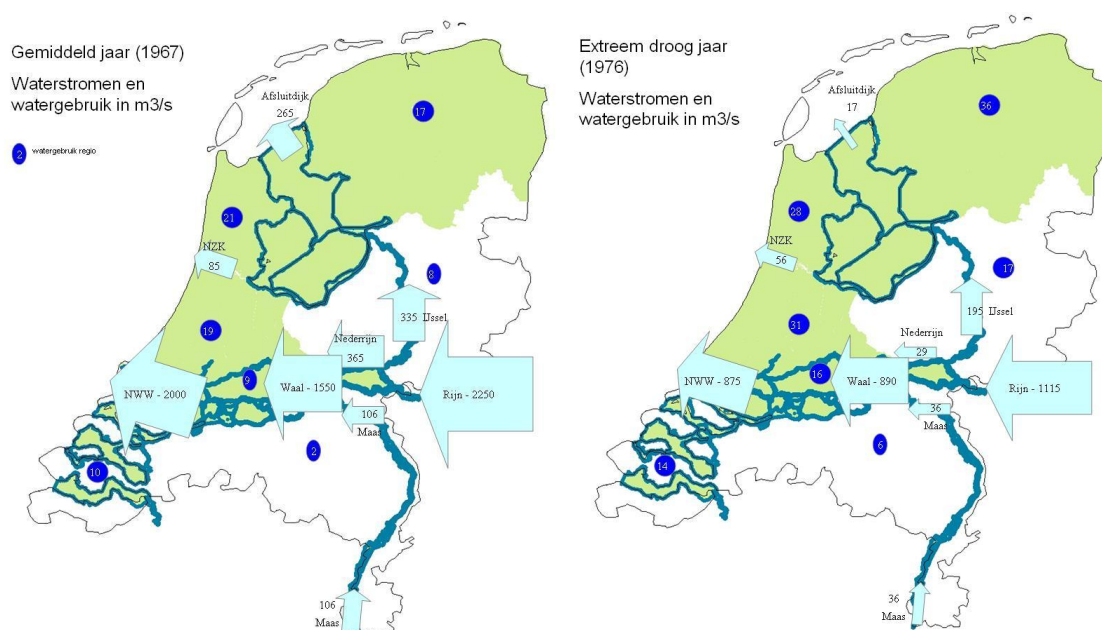 Gemiddeld jaar (1967)
Waterstromen en
watergebruik in m3/s
2 watergebruik regio
Afsluitdijk
265
17
21
NZK
85
8
335 IJssel
19
Nederrijn
365
9
NWW - 2000
Waal - 1550
Rijn - 2250
106
Maas
2
10
106
Maas
Extreem droog jaar
(1976)
Waterstromen en
watergebruik in m3/s
Afsluitdijk
17
36
28
NZK
56
17
195 IJssel
31
Nederrijn
29
16
NWW - 875
Waal - 890
Rijn - 1115
36
Maas
6
14
36
Maas